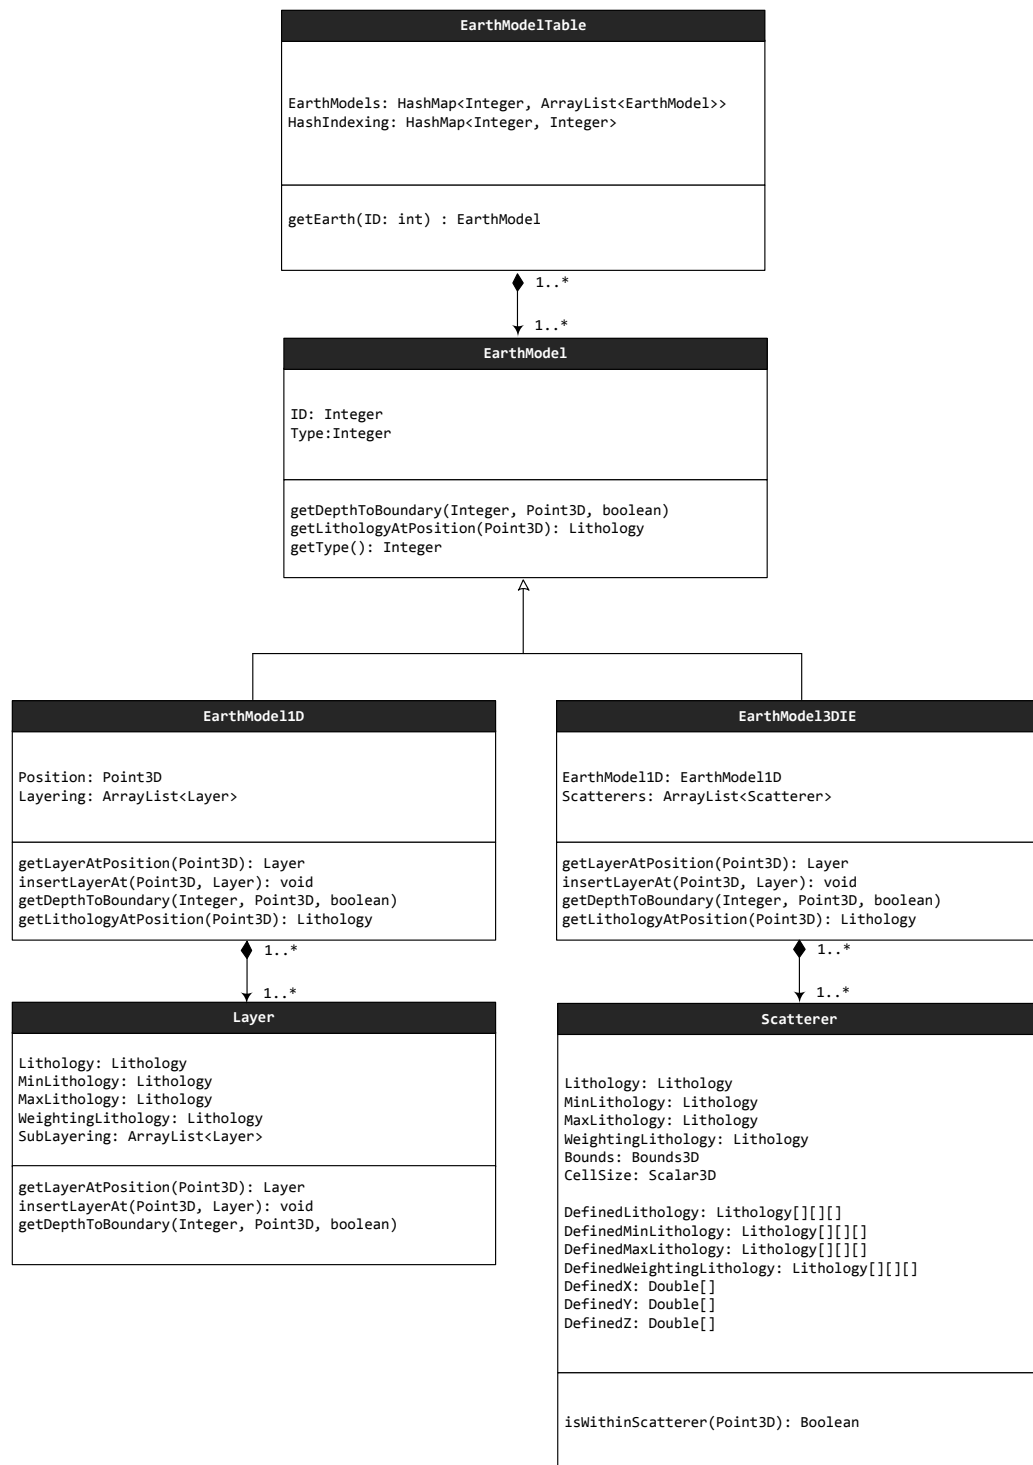 EarthModelTable
EarthModels: HashMap<Integer, ArrayList<EarthModel>>
HashIndexing: HashMap<Integer, Integer>
getEarth(ID: int) : EarthModel
1..*
1..*
EarthModel
ID: Integer
Type:Integer
getDepthToBoundary(Integer, Point3D, boolean)
getLithologyAtPosition(Point3D): Lithology
getType(): Integer
EarthModel1D
Position: Point3D
Layering: ArrayList<Layer>
getLayerAtPosition(Point3D): Layer
insertLayerAt(Point3D, Layer): void
getDepthToBoundary(Integer, Point3D, boolean)
getLithologyAtPosition(Point3D): Lithology
1..*
1..*
Layer
Lithology: Lithology
MinLithology: Lithology
MaxLithology: Lithology
WeightingLithology: Lithology
SubLayering: ArrayList<Layer>
getLayerAtPosition(Point3D): Layer
insertLayerAt(Point3D, Layer): void
getDepthToBoundary(Integer, Point3D, boolean)
EarthModel3DIE
EarthModel1D: EarthModel1D
Scatterers: ArrayList<Scatterer>
getLayerAtPosition(Point3D): Layer
insertLayerAt(Point3D, Layer): void
getDepthToBoundary(Integer, Point3D, boolean)
getLithologyAtPosition(Point3D): Lithology
1..*
1..*
Scatterer
Lithology: Lithology
MinLithology: Lithology
MaxLithology: Lithology
WeightingLithology: Lithology
Bounds: Bounds3D
CellSize: Scalar3D
DefinedLithology: Lithology[][][]
DefinedMinLithology: Lithology[][][]
DefinedMaxLithology: Lithology[][][]
DefinedWeightingLithology: Lithology[][][]
DefinedX: Double[]
DefinedY: Double[]
DefinedZ: Double[]
isWithinScatterer(Point3D): Boolean